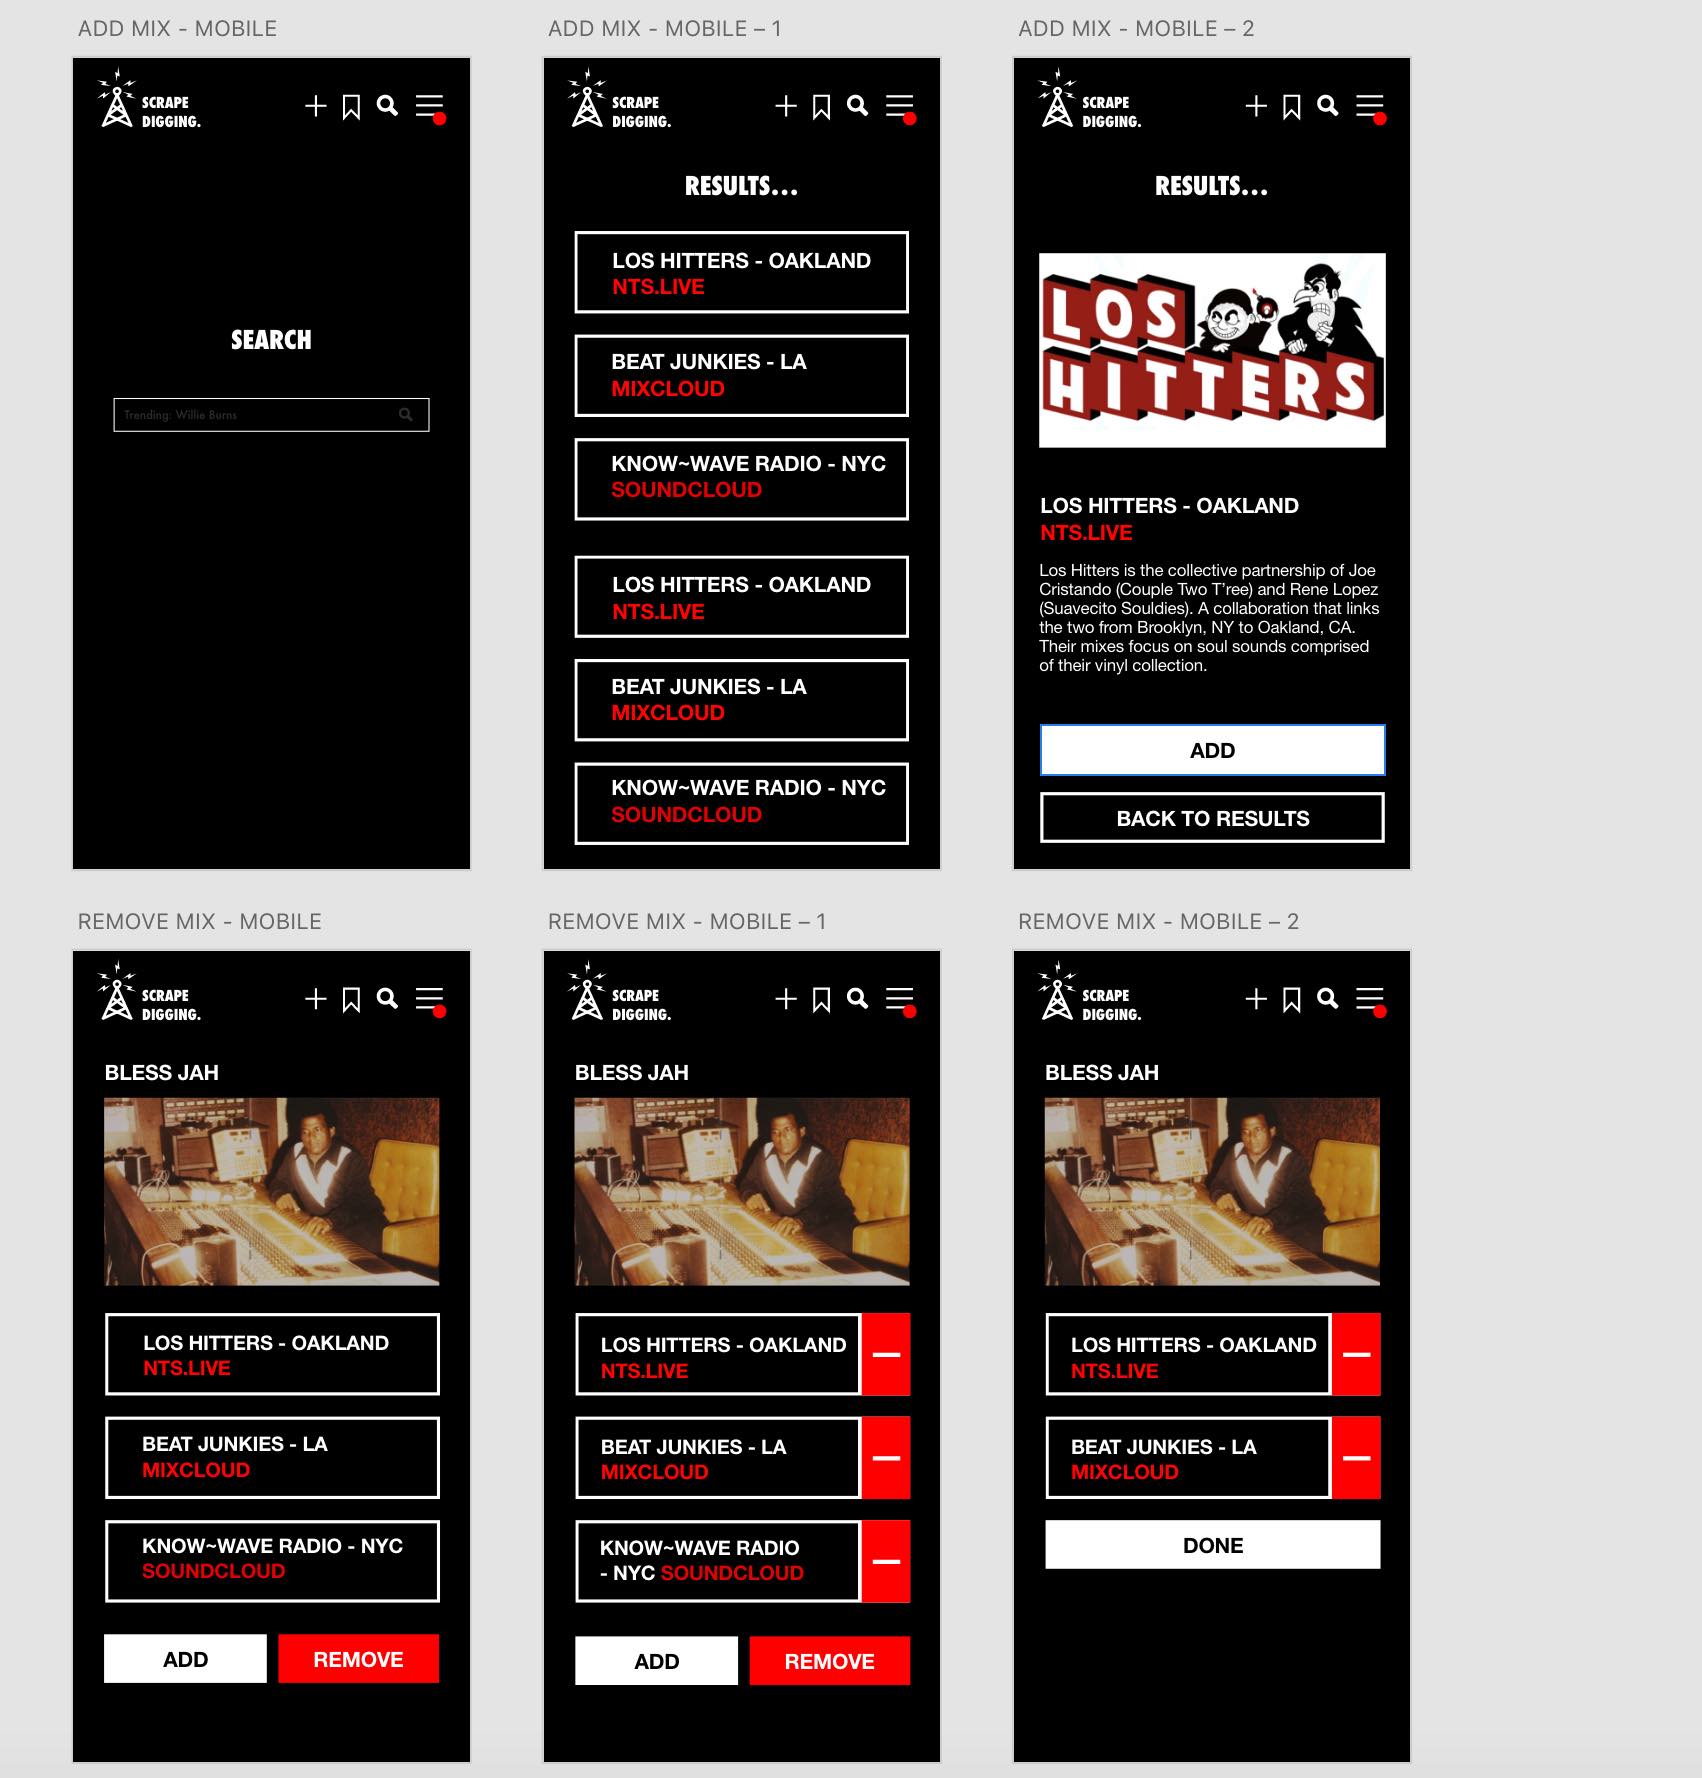 ADD MIX - MOBILE
SCRAPE
DIGGING.
SEARCH
Trending: Willie Burns
ADD MIX - MOBILE – 1
SCRAPE
DIGGING.
RESULTS...
LOS HITTERS - OAKLAND
NTS.LIVE
BEAT JUNKIES - LA
MIXCLOUD
KNOW~WAVE RADIO - NYC
SOUNDCLOUD
LOS HITTERS - OAKLAND
NTS.LIVE
BEAT JUNKIES - LA
MIXCLOUD
KNOW~WAVE RADIO - NYC
SOUNDCLOUD
ADD MIX - MOBILE – 2
SCRAPE
DIGGING.
RESULTS...
LOS
HITTERS
LOS HITTERS - OAKLAND
NTS.LIVE
Los Hitters is the collective partnership of Joe
Cristando (Couple Two T’ree) and Rene Lopez
(Suavecito Souldies). A collaboration that links
the two from Brooklyn, NY to Oakland, CA.
Their mixes focus on soul sounds comprised
of their vinyl collection.
ADD
BACK TO RESULTS
REMOVE MIX - MOBILE
SCRAPE
DIGGING.
BLESS JAH
LOS HITTERS - OAKLAND
NTS.LIVE
BEAT JUNKIES - LA
MIXCLOUD
KNOW~WAVE RADIO - NYC
SOUNDCLOUD
ADD
REMOVE
REMOVE MIX - MOBILE – 1
SCRAPE
DIGGING.
BLESS JAH
LOS HITTERS - OAKLAND
NTS.LIVE
BEAT JUNKIES - LA
MIXCLOUD
KNOW~WAVE RADIO
- NYC SOUNDCLOUD
ADD
REMOVE
REMOVE MIX - MOBILE – 2
SCRAPE
DIGGING.
BLESS JAH
LOS HITTERS - OAKLAND
NTS.LIVE
BEAT JUNKIES - LA
MIXCLOUD
DONE